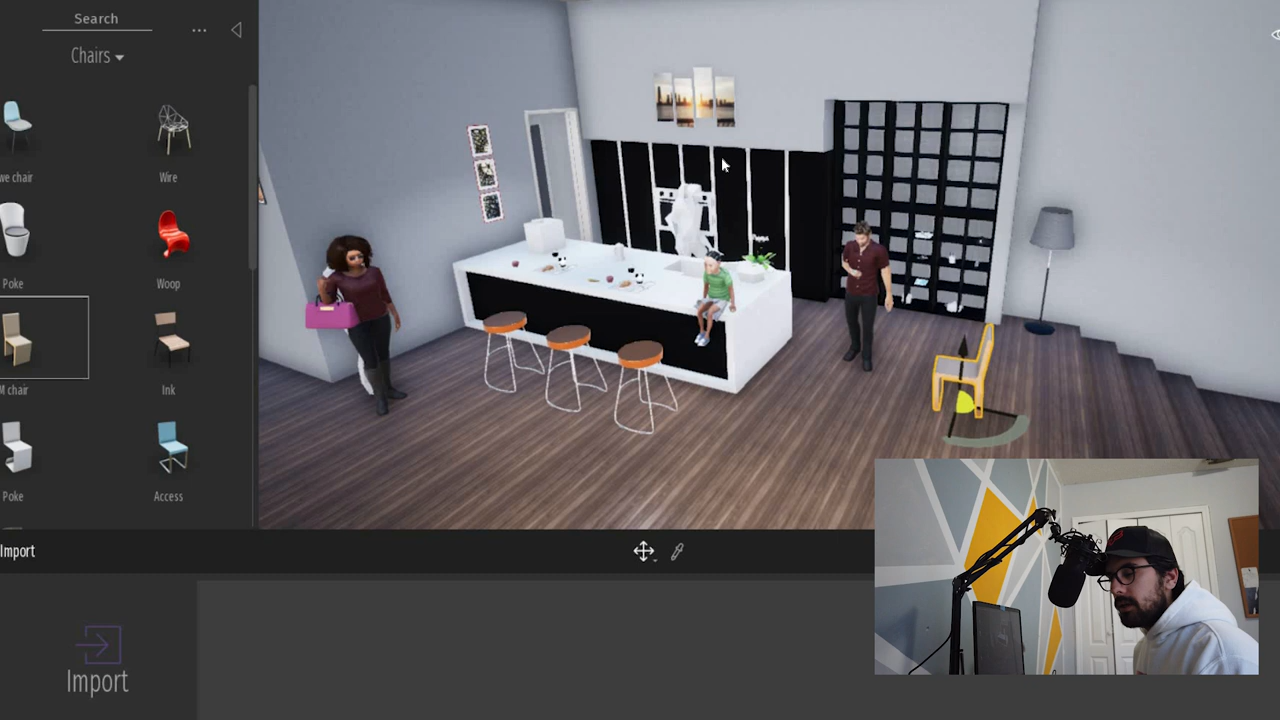 Search
...
Chairs
we chair
Wire
Poke
Woop
M chair
Ink
Poke
Access
Import
Import